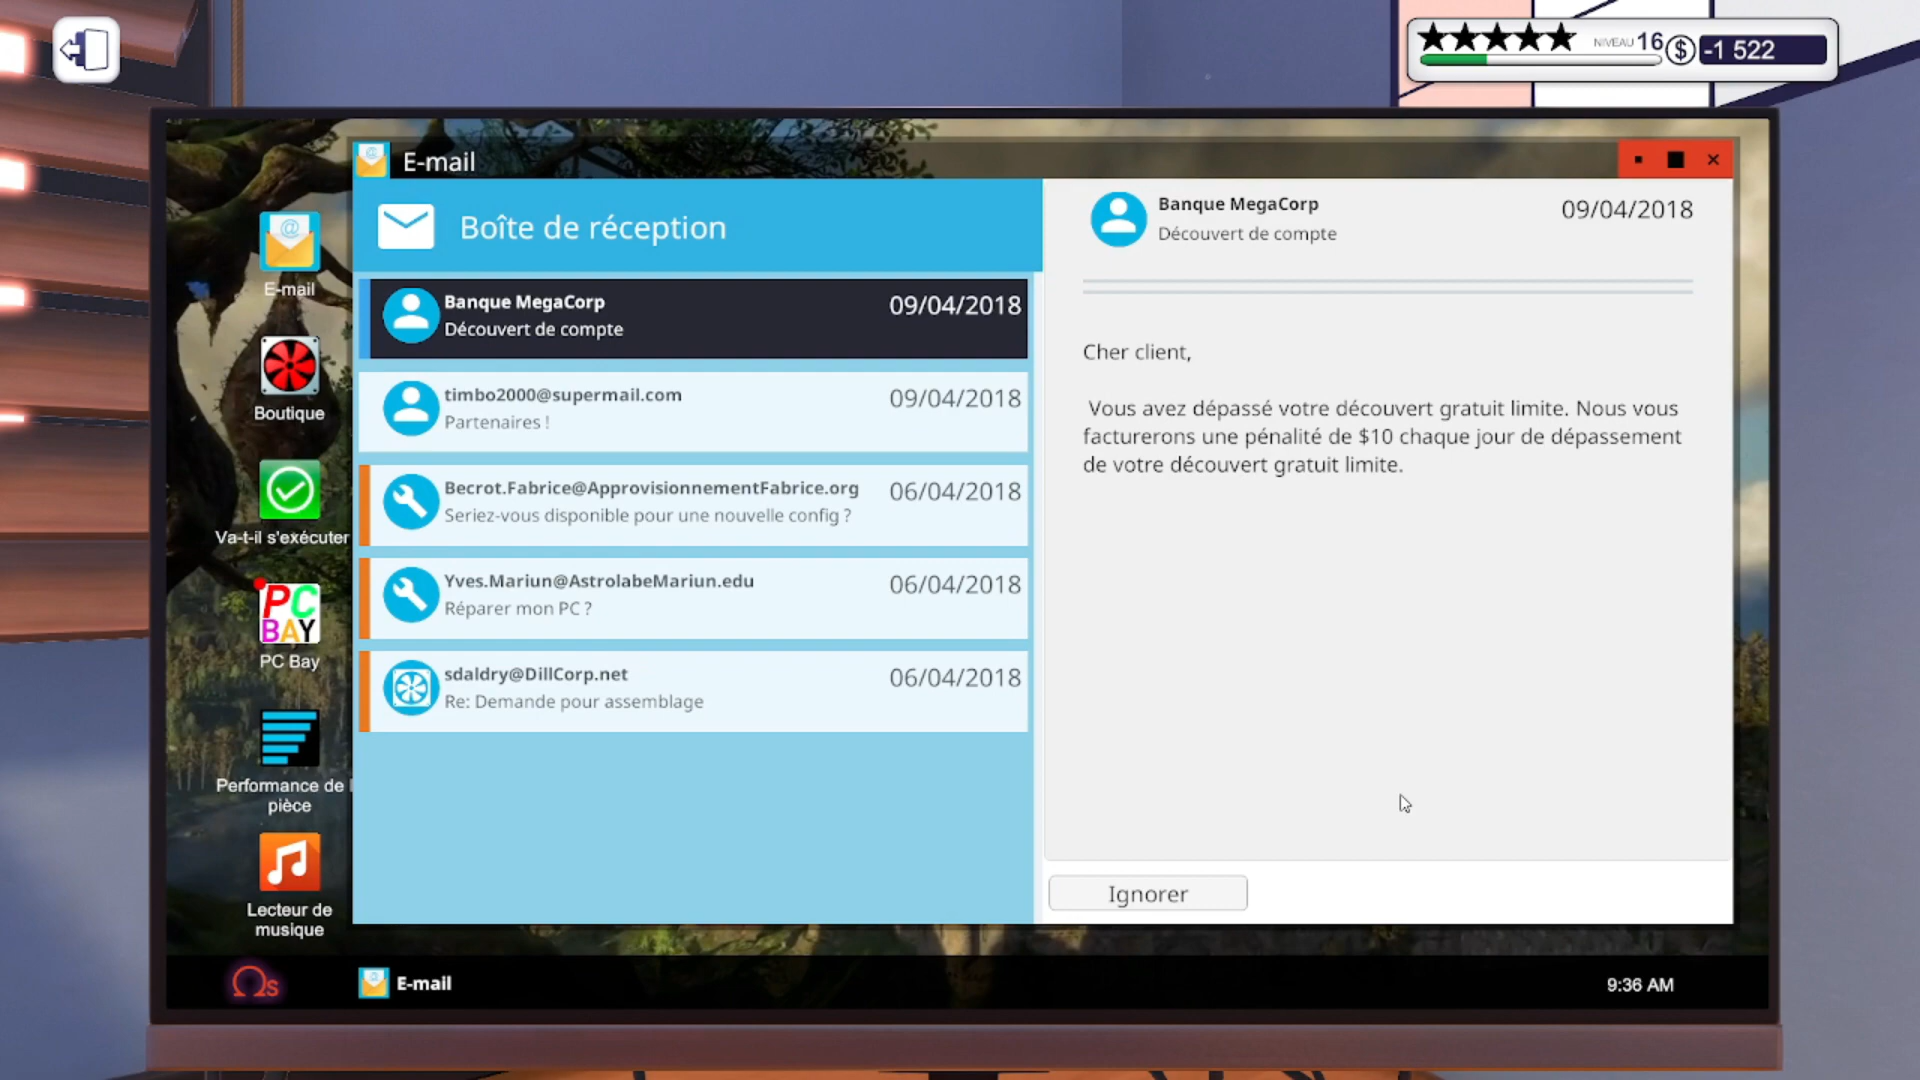 NIVEAU 16 $ -1 522
E-mail
Boîte de réception
Banque MegaCorp 09/04/2018
Découvert de compte
timbo2000@supermail.com 09/04/2018
Partenaires !
Becrot.Fabrice@ApprovisionnementFabrice.org 06/04/2018
Seriez-vous disponible pour une nouvelle config ?
Yves.Mariun@AstrolabeMariun.edu 06/04/2018
Réparer mon PC ?
sdaldry@DillCorp.net 06/04/2018
Re: Demande pour assemblage
Banque MegaCorp 09/04/2018
Découvert de compte
Cher client,
Vous avez dépassé votre découvert gratuit limite. Nous vous
facturerons une pénalité de $10 chaque jour de dépassement
de votre découvert gratuit limite.
Ignorer
E-mail
Boutique
Va-t-il s'exécuter
PC
BAY
PC Bay
Performance de l
pièce
Lecteur de
musique
Ωs
E-mail
9:36 AM